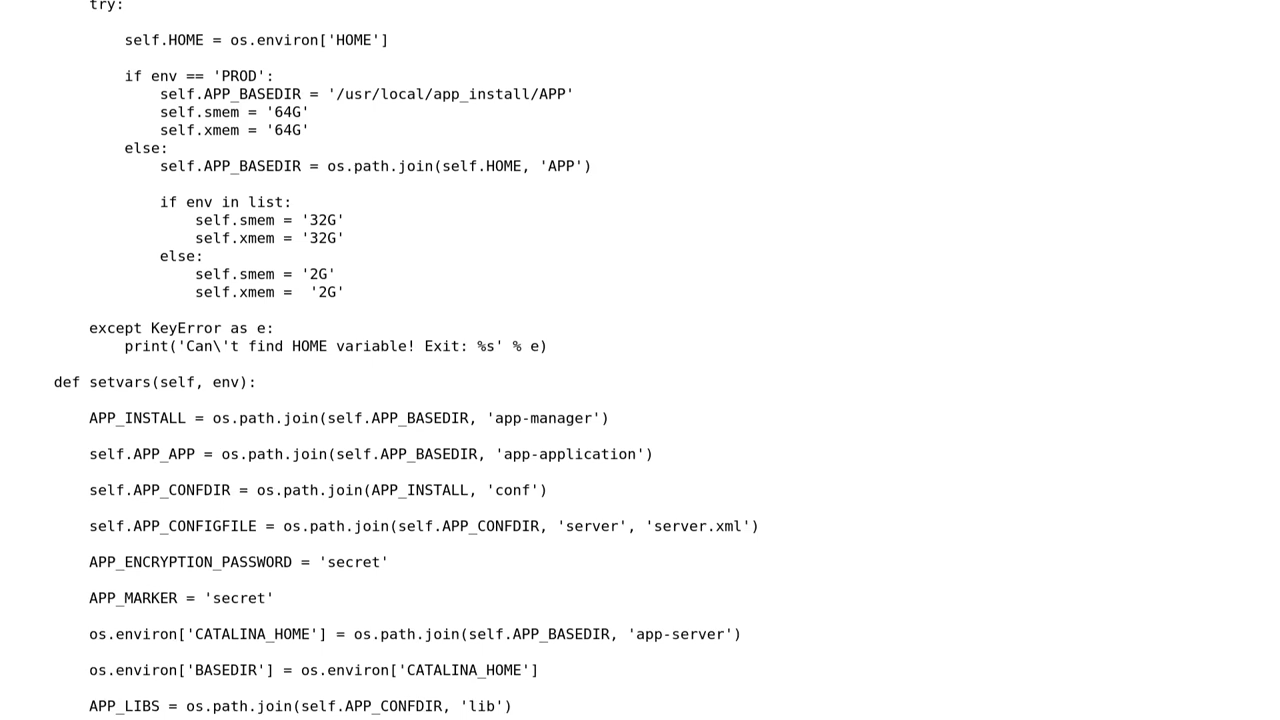 try:
self.HOME = os.environ['HOME']
if env == 'PROD':
self.APP_BASEDIR = '/usr/local/app_install/APP'
self.smem = '64G'
self.xmem = '64G'
else:
self.APP_BASEDIR = os.path.join(self.HOME, 'APP')
if env in list:
self.smem = '32G'
self.xmem = '32G'
else:
self.smem = '2G'
self.xmem =  '2G'
except KeyError as e:
print('Can\'t find HOME variable! Exit: %s' % e)
def setvars(self, env):
APP_INSTALL = os.path.join(self.APP_BASEDIR, 'app-manager')
self.APP_APP = os.path.join(self.APP_BASEDIR, 'app-application')
self.APP_CONFDIR = os.path.join(APP_INSTALL, 'conf')
self.APP_CONFIGFILE = os.path.join(self.APP_CONFDIR, 'server', 'server.xml')
APP_ENCRYPTION_PASSWORD = 'secret'
APP_MARKER = 'secret'
os.environ['CATALINA_HOME'] = os.path.join(self.APP_BASEDIR, 'app-server')
os.environ['BASEDIR'] = os.environ['CATALINA_HOME']
APP_LIBS = os.path.join(self.APP_CONFDIR, 'lib')